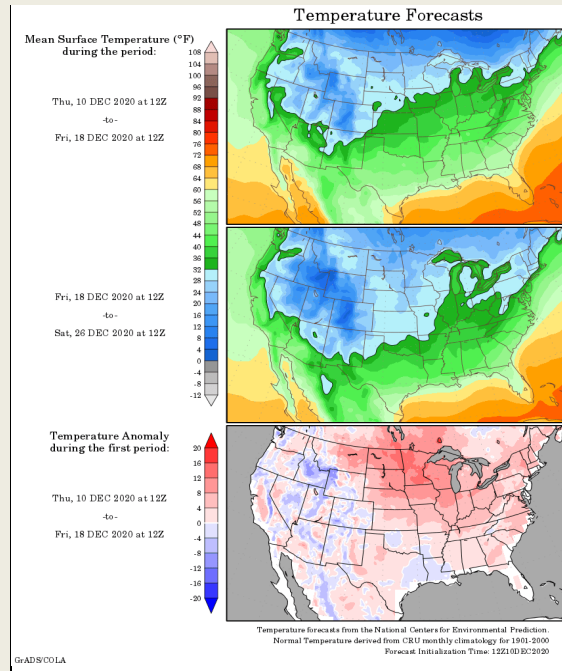 Temperature Forecasts
Mean Surface Temperature (°F)
during the period:
Thu, 10 DEC 2020 at 12Z
-to-
Fri, 18 DEC 2020 at 12Z
108
104
100
96
92
88
84
80
76
72
68
64
60
56
52
48
44
40
36
32
28
24
20
16
12
8
4
0
-4
-8
-12
Fri, 18 DEC 2020 at 12Z
-to-
Sat, 26 DEC 2020 at 12Z
Temperature Anomaly
during the first period:
Thu, 10 DEC 2020 at 12Z
-to-
Fri, 18 DEC 2020 at 12Z
20
16
12
8
4
0
-4
-8
-12
-16
-20
Temperature forecasts from the National Centers for Environmental Prediction.
Normal Temperature derived from CRU monthly climatology for 1901-2000
Forecast Initialization Time: 12Z10DEC2020
GrADS/COLA